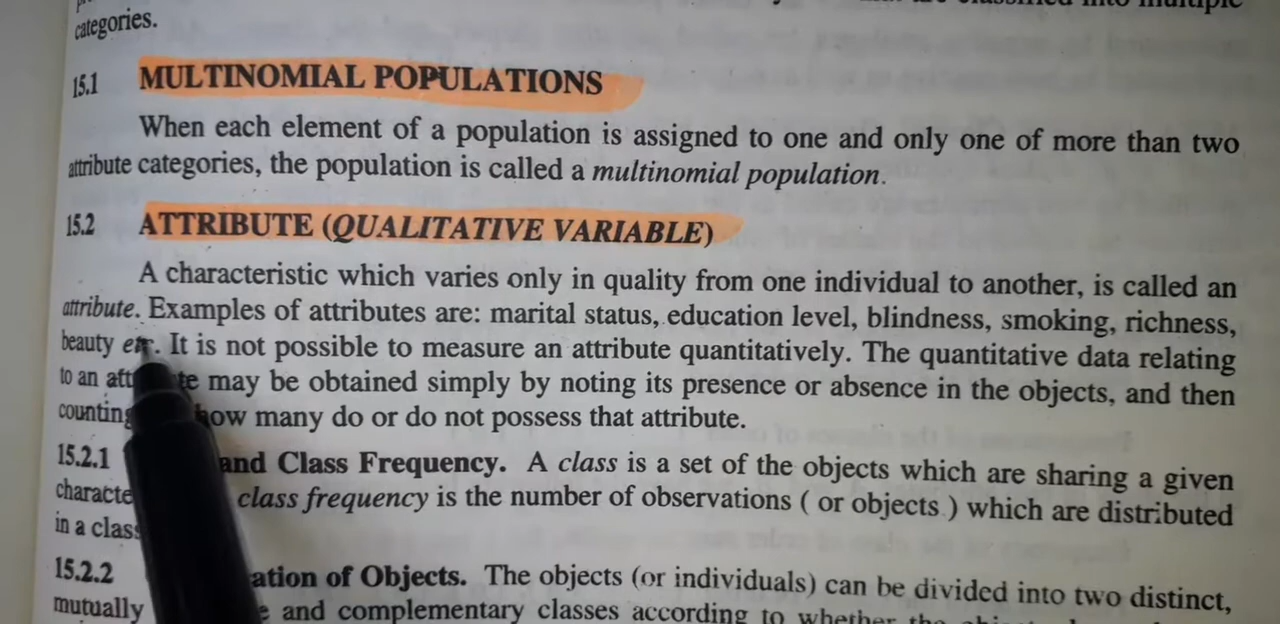 categories.
15.1 MULTINOMIAL POPULATIONS
When each element of a population is assigned to one and only one of more than two
attribute categories, the population is called a multinomial population.
15.2 ATTRIBUTE (QUALITATIVE VARIABLE)
A characteristic which varies only in quality from one individual to another, is called an
attribute. Examples of attributes are: marital status, education level, blindness, smoking, richness,
beauty etc. It is not possible to measure an attribute quantitatively. The quantitative data relating
to an may be obtained simply by noting its presence or absence in the objects, and then
counting how many do or do not possess that attribute.
15.2.1 and Class Frequency. A class is a set of the objects which are sharing a given
class frequency is the number of observations ( or objects ) which are distributed
in a class
15.2.2 of Objects. The objects (or individuals) can be divided into two distinct,
mutually and complementary classes according to whether the